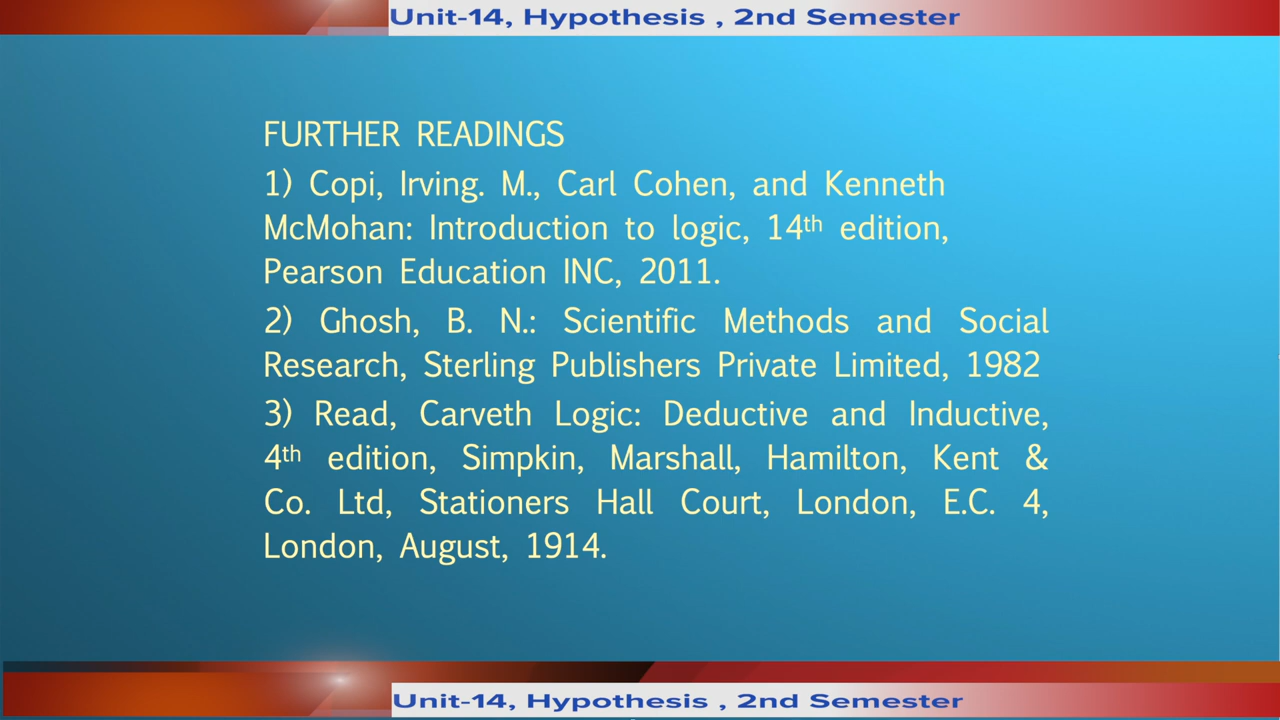 Unit-14, Hypothesis , 2nd Semester
FURTHER READINGS
1) Copi, Irving. M., Carl Cohen, and Kenneth
McMohan: Introduction to logic, 14th edition,
Pearson Education INC, 2011.
2) Ghosh, B. N.: Scientific Methods and Social
Research, Sterling Publishers Private Limited, 1982
3) Read, Carveth Logic: Deductive and Inductive,
4th edition, Simpkin, Marshall, Hamilton, Kent &
Co. Ltd, Stationers Hall Court, London, E.C. 4,
London, August, 1914.
Unit-14, Hypothesis , 2nd Semester